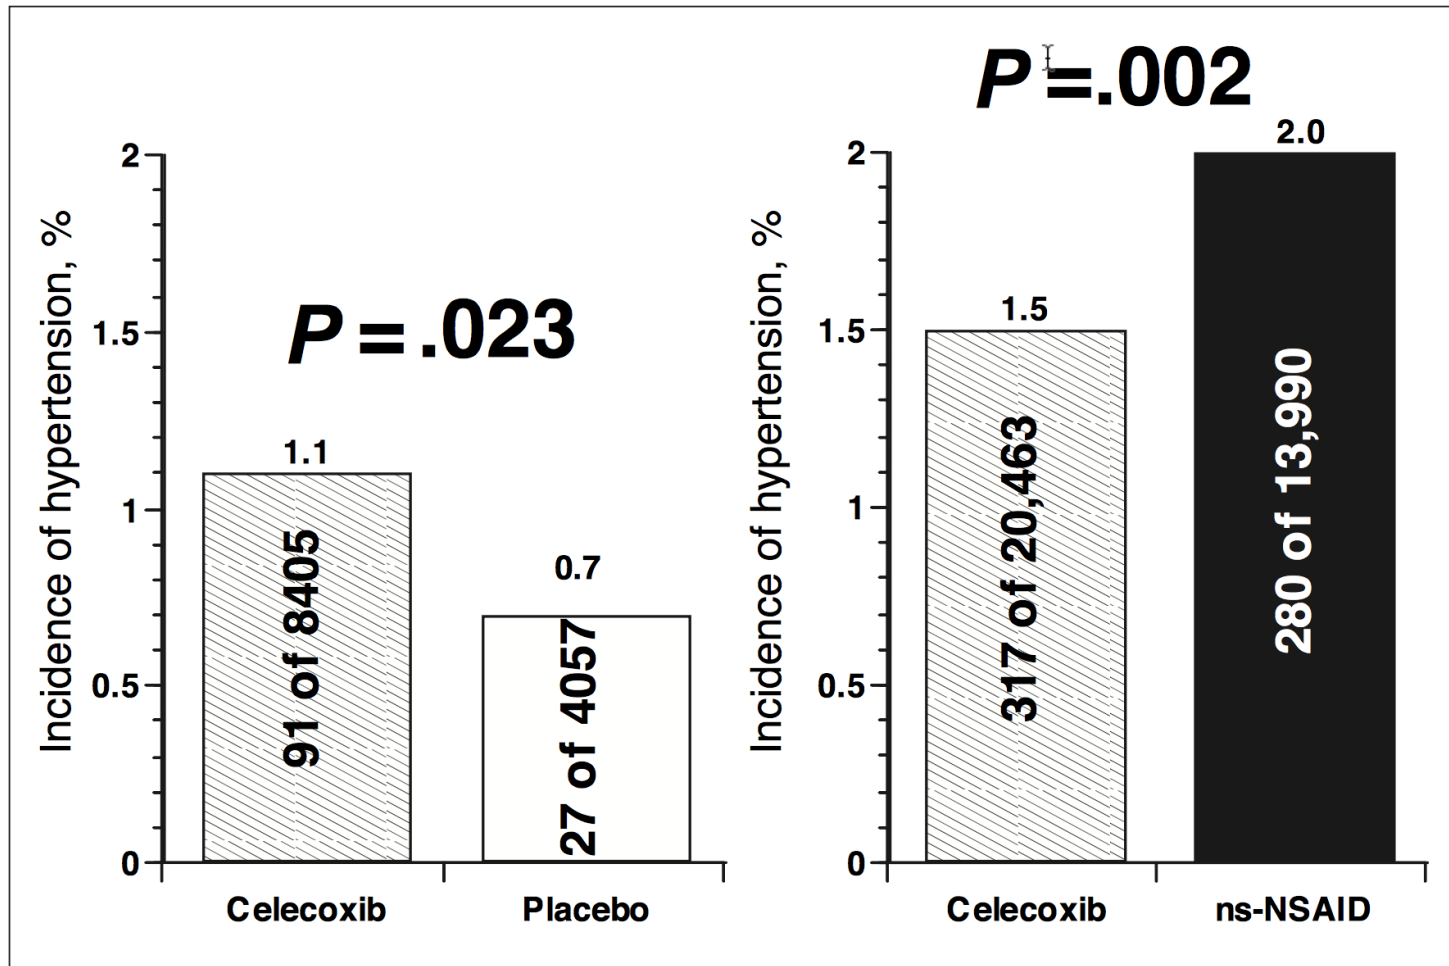 P = .023
Incidence of hypertension, %
2
1.5
1
0.5
0
1.1
91 of 8405
0.7
27 of 4057
Celecoxib
Placebo
P =.002
Incidence of hypertension, %
2
1.5
1
0.5
0
1.5
317 of 20,463
2.0
280 of 13,990
Celecoxib
ns-NSAID